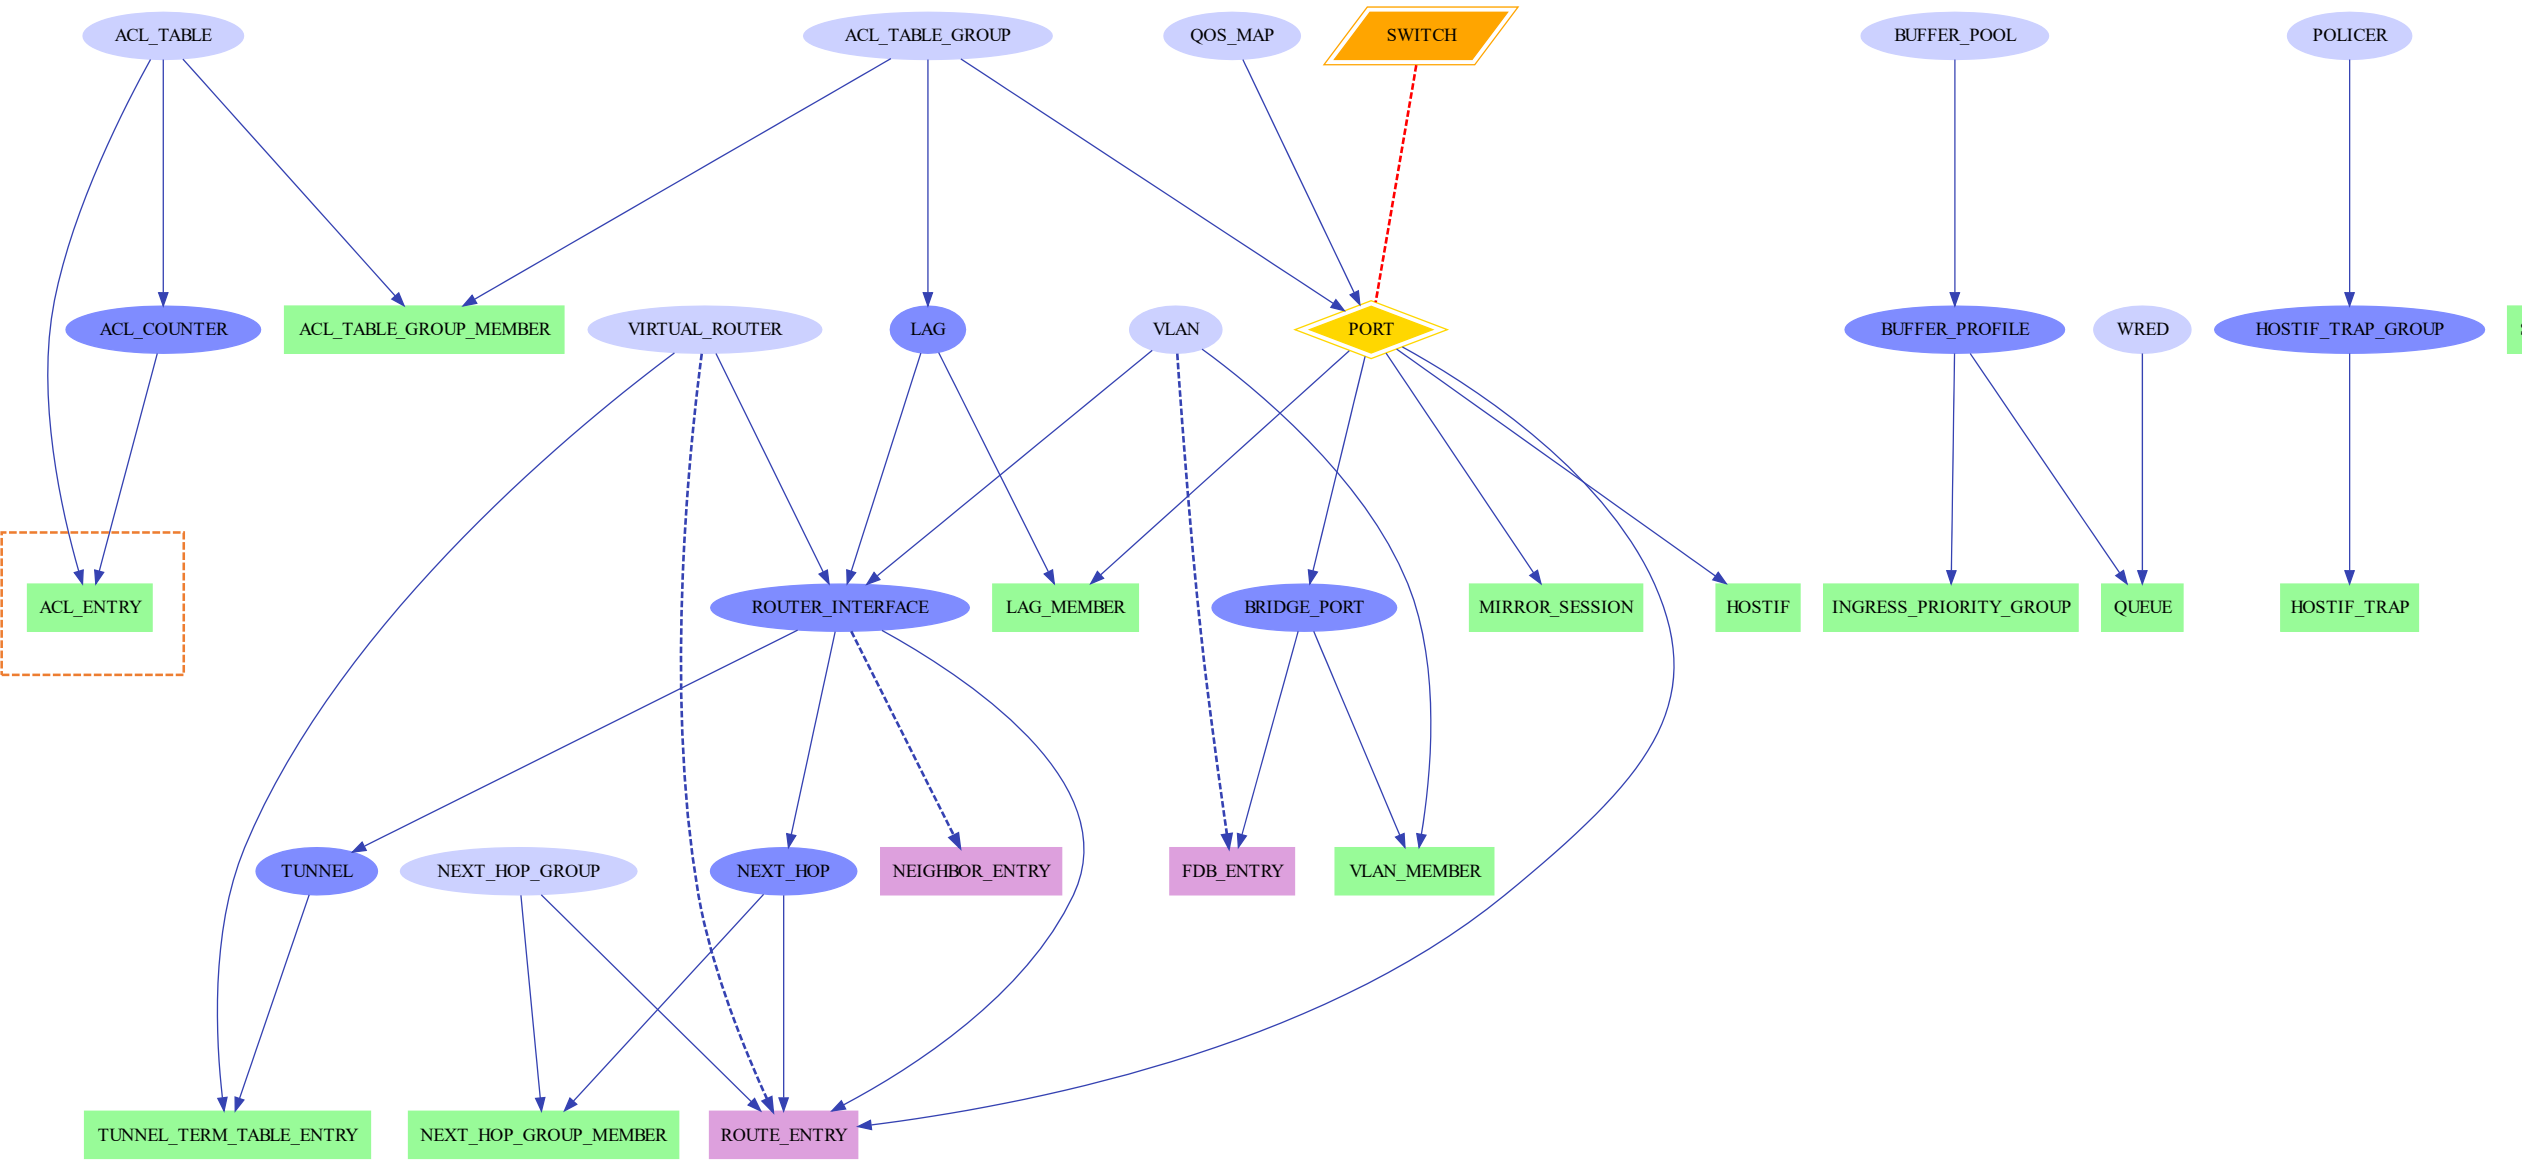 ACL_TABLE
ACL_TABLE_GROUP
QOS_MAP
SWITCH
BUFFER_POOL
POLICER
ACL_COUNTER
ACL_TABLE_GROUP_MEMBER
VIRTUAL_ROUTER
LAG
VLAN
PORT
BUFFER_PROFILE
WRED
HOSTIF_TRAP_GROUP
ACL_ENTRY
ROUTER_INTERFACE
LAG_MEMBER
BRIDGE_PORT
MIRROR_SESSION
HOSTIF
INGRESS_PRIORITY_GROUP
QUEUE
HOSTIF_TRAP
TUNNEL
NEXT_HOP_GROUP
NEXT_HOP
NEIGHBOR_ENTRY
FDB_ENTRY
VLAN_MEMBER
TUNNEL_TERM_TABLE_ENTRY
NEXT_HOP_GROUP_MEMBER
ROUTE_ENTRY